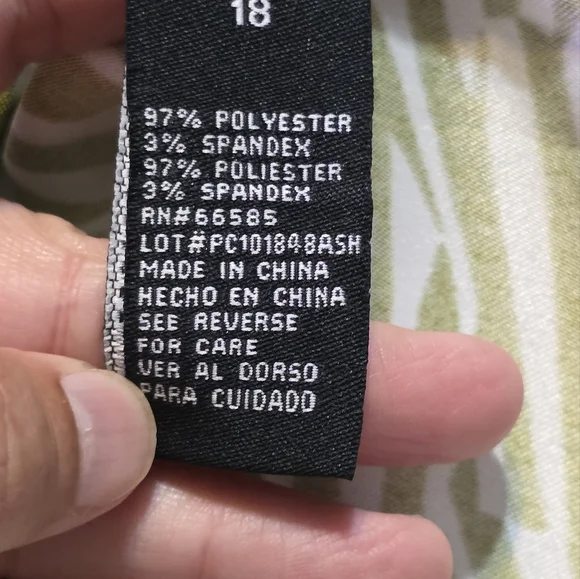 18
97% POLYESTER
3% SPANDEX
97% POLIESTER
3% SPANDEX
RN#66585
LOT#PC101848ASH
MADE IN CHINA
HECHO EN CHINA
SEE REVERSE
FOR CARE
VER AL DORSO
PARA CUIDADO